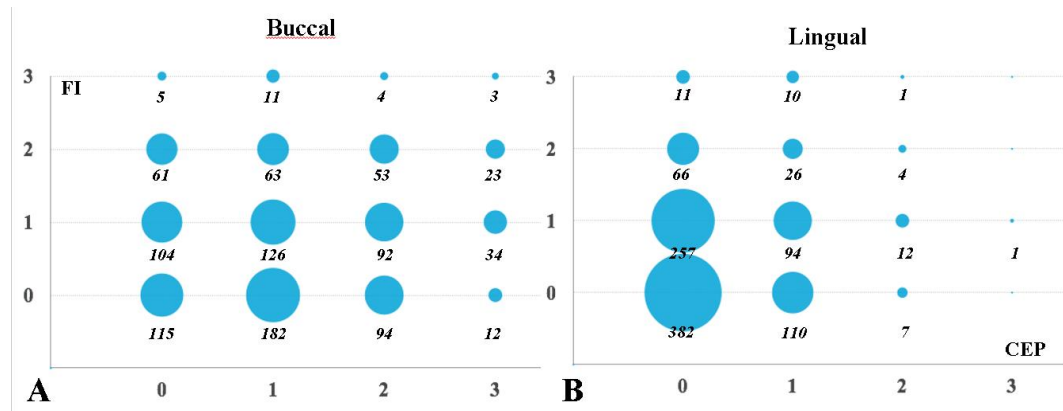 Buccal
Lingual
3 FI
5 11 4 3
2
61 63 53 23
1
104 126 92 34
0
115 182 94 12
A 0 1 2 3
3
11 10 1
2
66 26 4
1
257 94 12 1
0
382 110 7
CEP
B 0 1 2 3